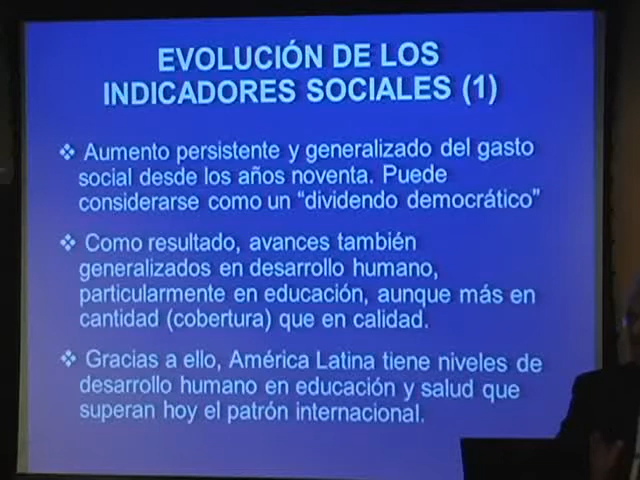 EVOLUCIÓN DE LOS
INDICADORES SOCIALES (1)
❖ Aumento persistente y generalizado del gasto
social desde los años noventa. Puede
considerarse como un “dividendo democrático”
❖ Como resultado, avances también
generalizados en desarrollo humano,
particularmente en educación, aunque más en
cantidad (cobertura) que en calidad.
❖ Gracias a ello, América Latina tiene niveles de
desarrollo humano en educación y salud que
superan hoy el patrón internacional.